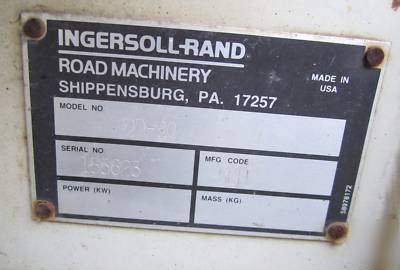 INGERSOLL-RAND
ROAD MACHINERY
SHIPPENSBURG, PA. 17257
MADE IN
USA
MODEL NO
SERIAL NO
MFG CODE
POWER (KW)
MASS (KG)